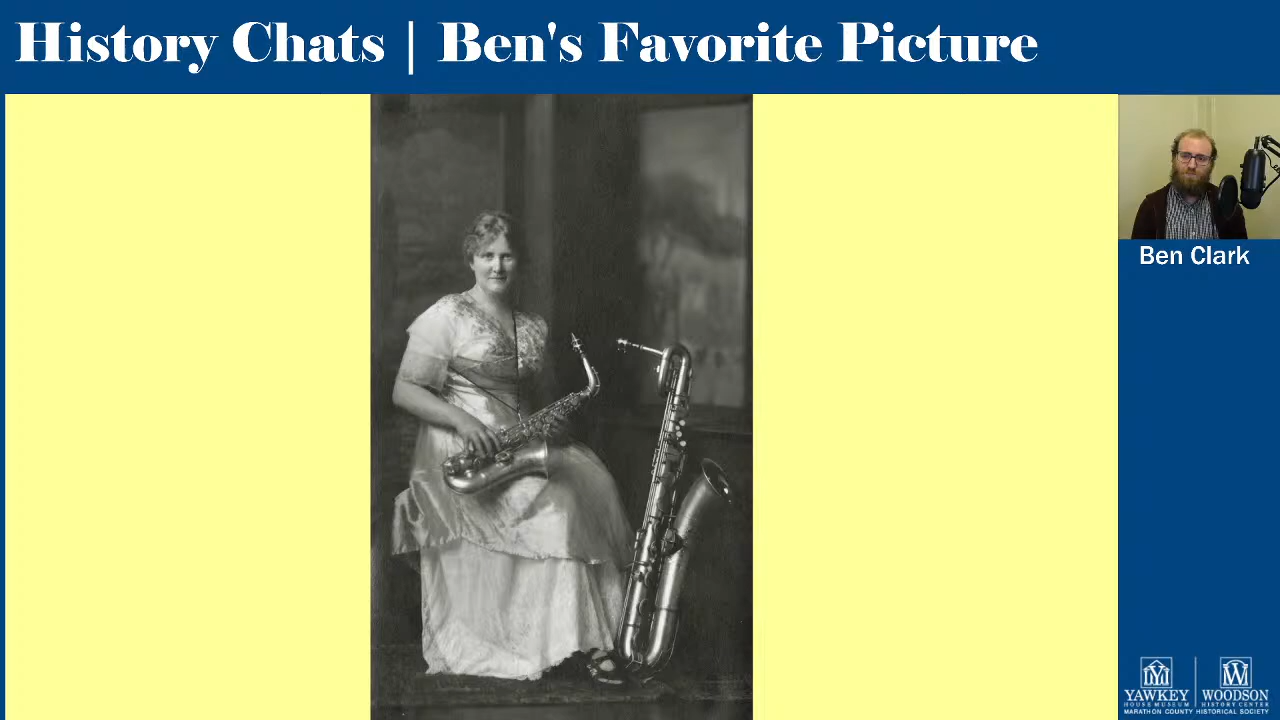 History Chats | Ben's Favorite Picture
Ben Clark
YAWKEY
HOUSE MUSEUM
WOODSON
HISTORY CENTER
MARATHON COUNTY HISTORICAL SOCIETY